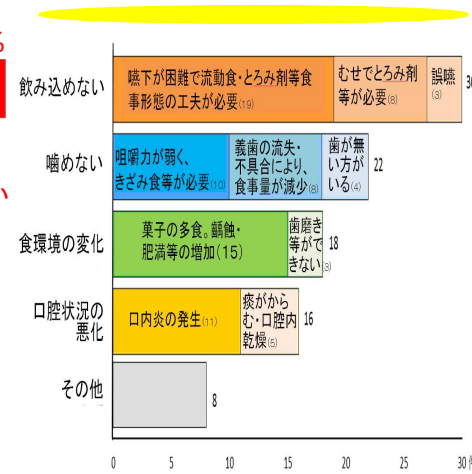 %
い
飲み込めない
嚥下が困難で流動食・とろみ剤等食
事形態の工夫が必要(19)
むせでとろみ剤
等が必要(8)
誤嚥
(3)
30
噛めない
咀嚼力が弱く、
きざみ食等が必要(10)
義歯の流失・
不具合により、
食事量が減少(8)
歯が無
い方が
いる(4)
22
食環境の変化
菓子の多食。齲蝕・
肥満等の増加(15)
歯磨き
等がで
きない(3)
18
口腔状況の
悪化
口内炎の発生(11)
痰がから
む・口腔内
乾燥(5)
16
その他
8
0 5 10 15 20 25 30